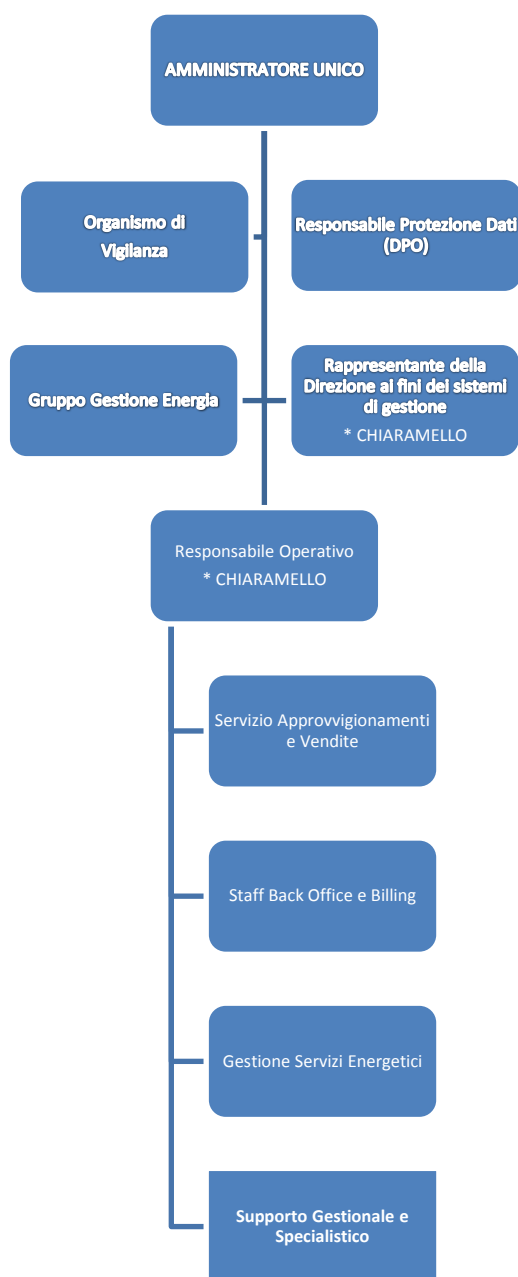 AMMINISTRATORE UNICO
Organismo di
Vigilanza
Responsabile Protezione Dati
(DPO)
Gruppo Gestione Energia
Rappresentante della
Direzione ai fini dei sistemi
di gestione
* CHIARAMELLO
Responsabile Operativo
* CHIARAMELLO
Servizio Approvvigionamenti
e Vendite
Staff Back Office e Billing
Gestione Servizi Energetici
Supporto Gestionale e
Specialistico